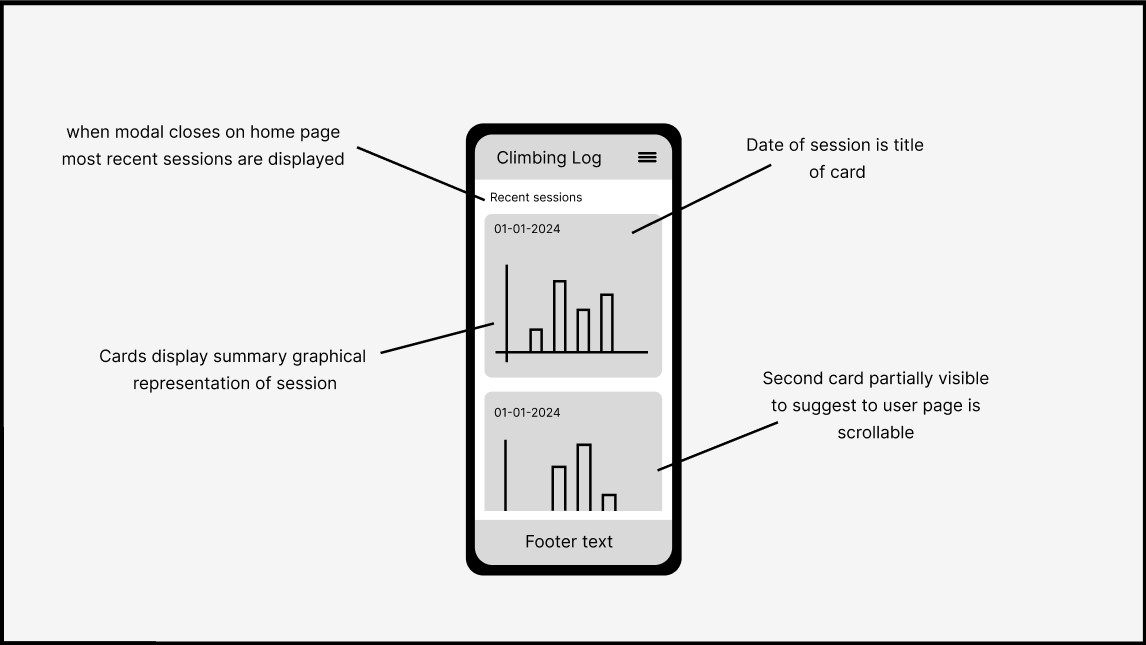 when modal closes on home page
most recent sessions are displayed
Date of session is title
of card
Climbing Log
Recent sessions
01-01-2024
Cards display summary graphical
representation of session
Second card partially visible
to suggest to user page is
scrollable
01-01-2024
Footer text